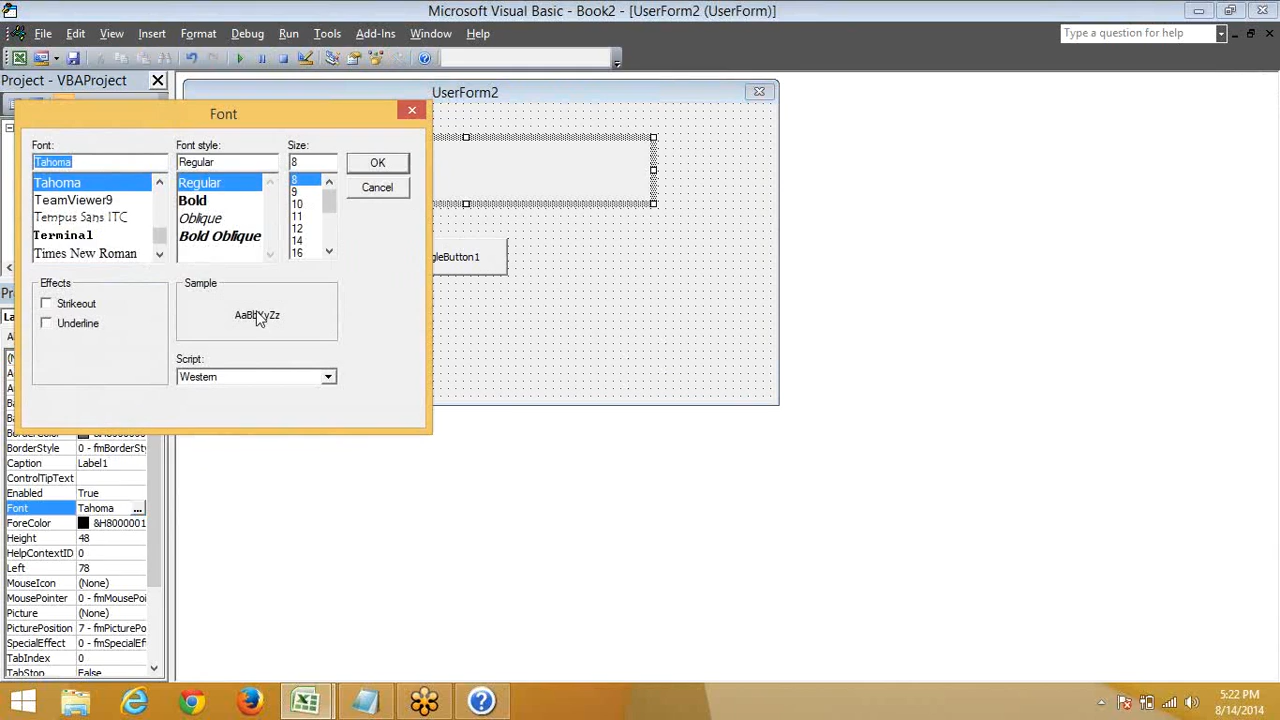 Microsoft Visual Basic - Book2 - [UserForm2 (UserForm)]
File Edit View Insert Format Debug Run Tools Add-Ins Window Help
Type a question for help
Project - VBAProject
UserForm2
Font
Font: Font style: Size:
Tahoma Regular 8
OK
Cancel
Tahoma Regular 8
TeamViewer9 Bold 9
Tempus Sans ITC Oblique 10
Terminal Bold Oblique 11
Times New Roman 12
14
16
gleButton1
Effects
Strikeout
Underline
Sample
AaBbYyZz
Script:
Western
BorderStyle 0 - fmBorderSty
Caption Label1
ControlTipText
Enabled True
Font Tahoma ...
ForeColor &H8000001
Height 48
HelpContextID 0
Left 78
MouseIcon (None)
MousePointer 0 - fmMousePoi
Picture (None)
PicturePosition 7 - fmPicturePo
SpecialEffect 0 - fmSpecialEf
TabIndex 0
TabStop False
5:22 PM
8/14/2014